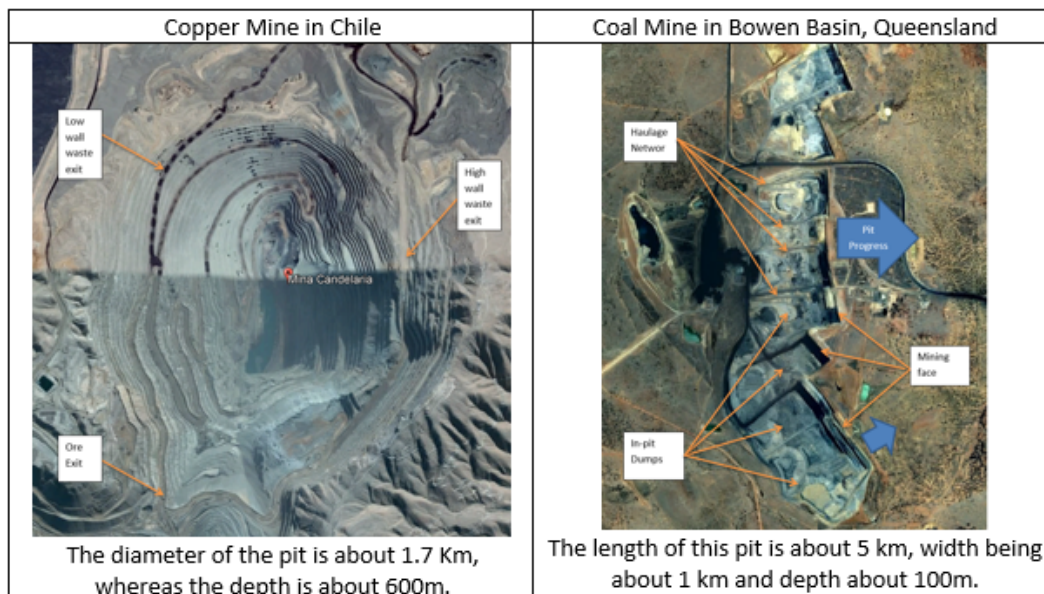 Copper Mine in Chile
Coal Mine in Bowen Basin, Queensland
Low
wall
waste
exit
High
wall
waste
exit
Mina Candelaria
Ore
Exit
The diameter of the pit is about 1.7 Km,
whereas the depth is about 600m.
Haulage
Networ
Pit
Progress
Mining
face
In-pit
Dumps
The length of this pit is about 5 km, width being
about 1 km and depth about 100m.